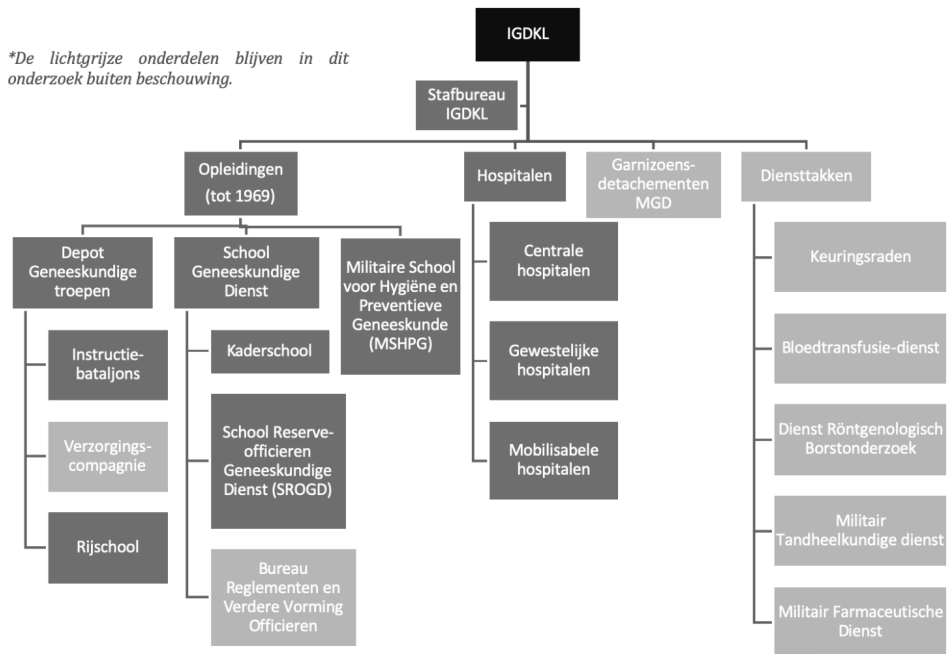 IGDKL
*De lichtgrijze onderdelen blijven in dit
onderzoek buiten beschouwing.
Stafbureau
IGDKL
Opleidingen
(tot 1969)
Hospitalen
Garnizoens-
detachementen
MGD
Diensttakken
Depot
Geneeskundige
troepen
School
Geneeskundige
Dienst
Militaire School
voor Hygiëne en
Preventieve
Geneeskunde
(MSHPG)
Centrale
hospitalen
Keuringsraden
Instructie-
bataljons
Kaderschool
Gewestelijke
hospitalen
Bloedtransfusie-dienst
Verzorgings-
compagnie
School Reserve-
officieren
Geneeskundige
Dienst (SROGD)
Mobilisabele
hospitalen
Dienst Röntgenologisch
Borstonderzoek
Rijschool
Bureau
Reglementen en
Verdere Vorming
Officieren
Militair
Tandheelkundige dienst
Militair Farmaceutische
Dienst